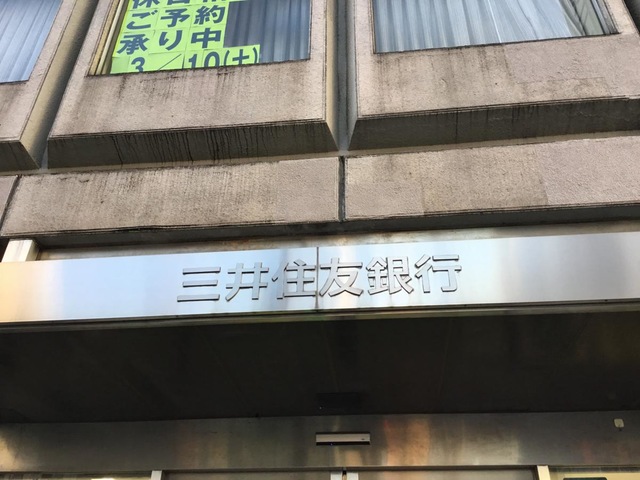 ご予約
承り中
3/10(土)
三井住友銀行